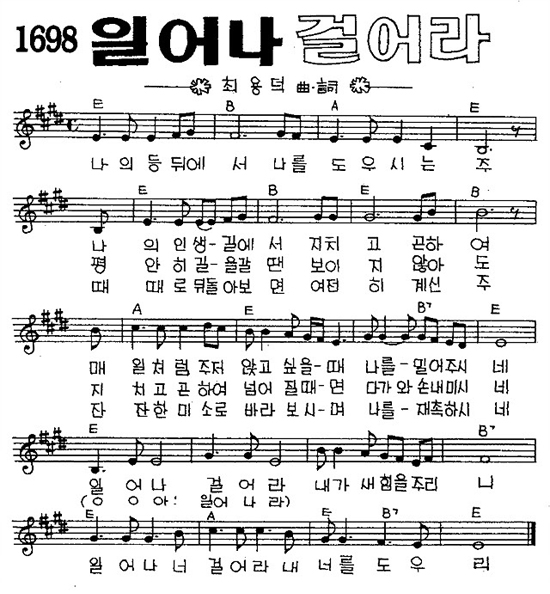 1698 일어나 걸어라
최용덕 曲·詞
E B A E
나의등뒤에서 나를 도우시는 주
E B E B
나의인생-길에서 지치고 곤하여
평안히길-을갈땐 보이지 않아도
때때로뒤돌아보면 여전히 계신주
A E B7 E
매일처럼주저앉고싶을-때 나를-밀어주시네
지치고곤하여넘어질때-면 다가와손내미시네
잔잔한미소로바라보시-며 나를-재촉하시네
E B7
일어나 걸어라 내가새힘을주리니
일어나라)
E A E B7 E
일어나너 걸어라내너를도우리